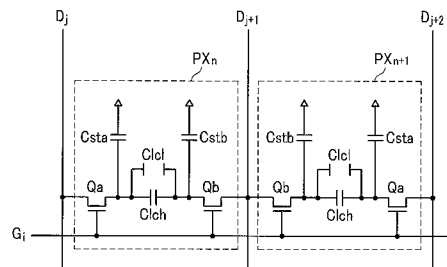 Dj Dj+1 Dj+2
PXn PXn+1
Csta Cstb Cstb Csta
Clcl Clcl
Qa Qb Qb Qa
Clch Clch
Gi